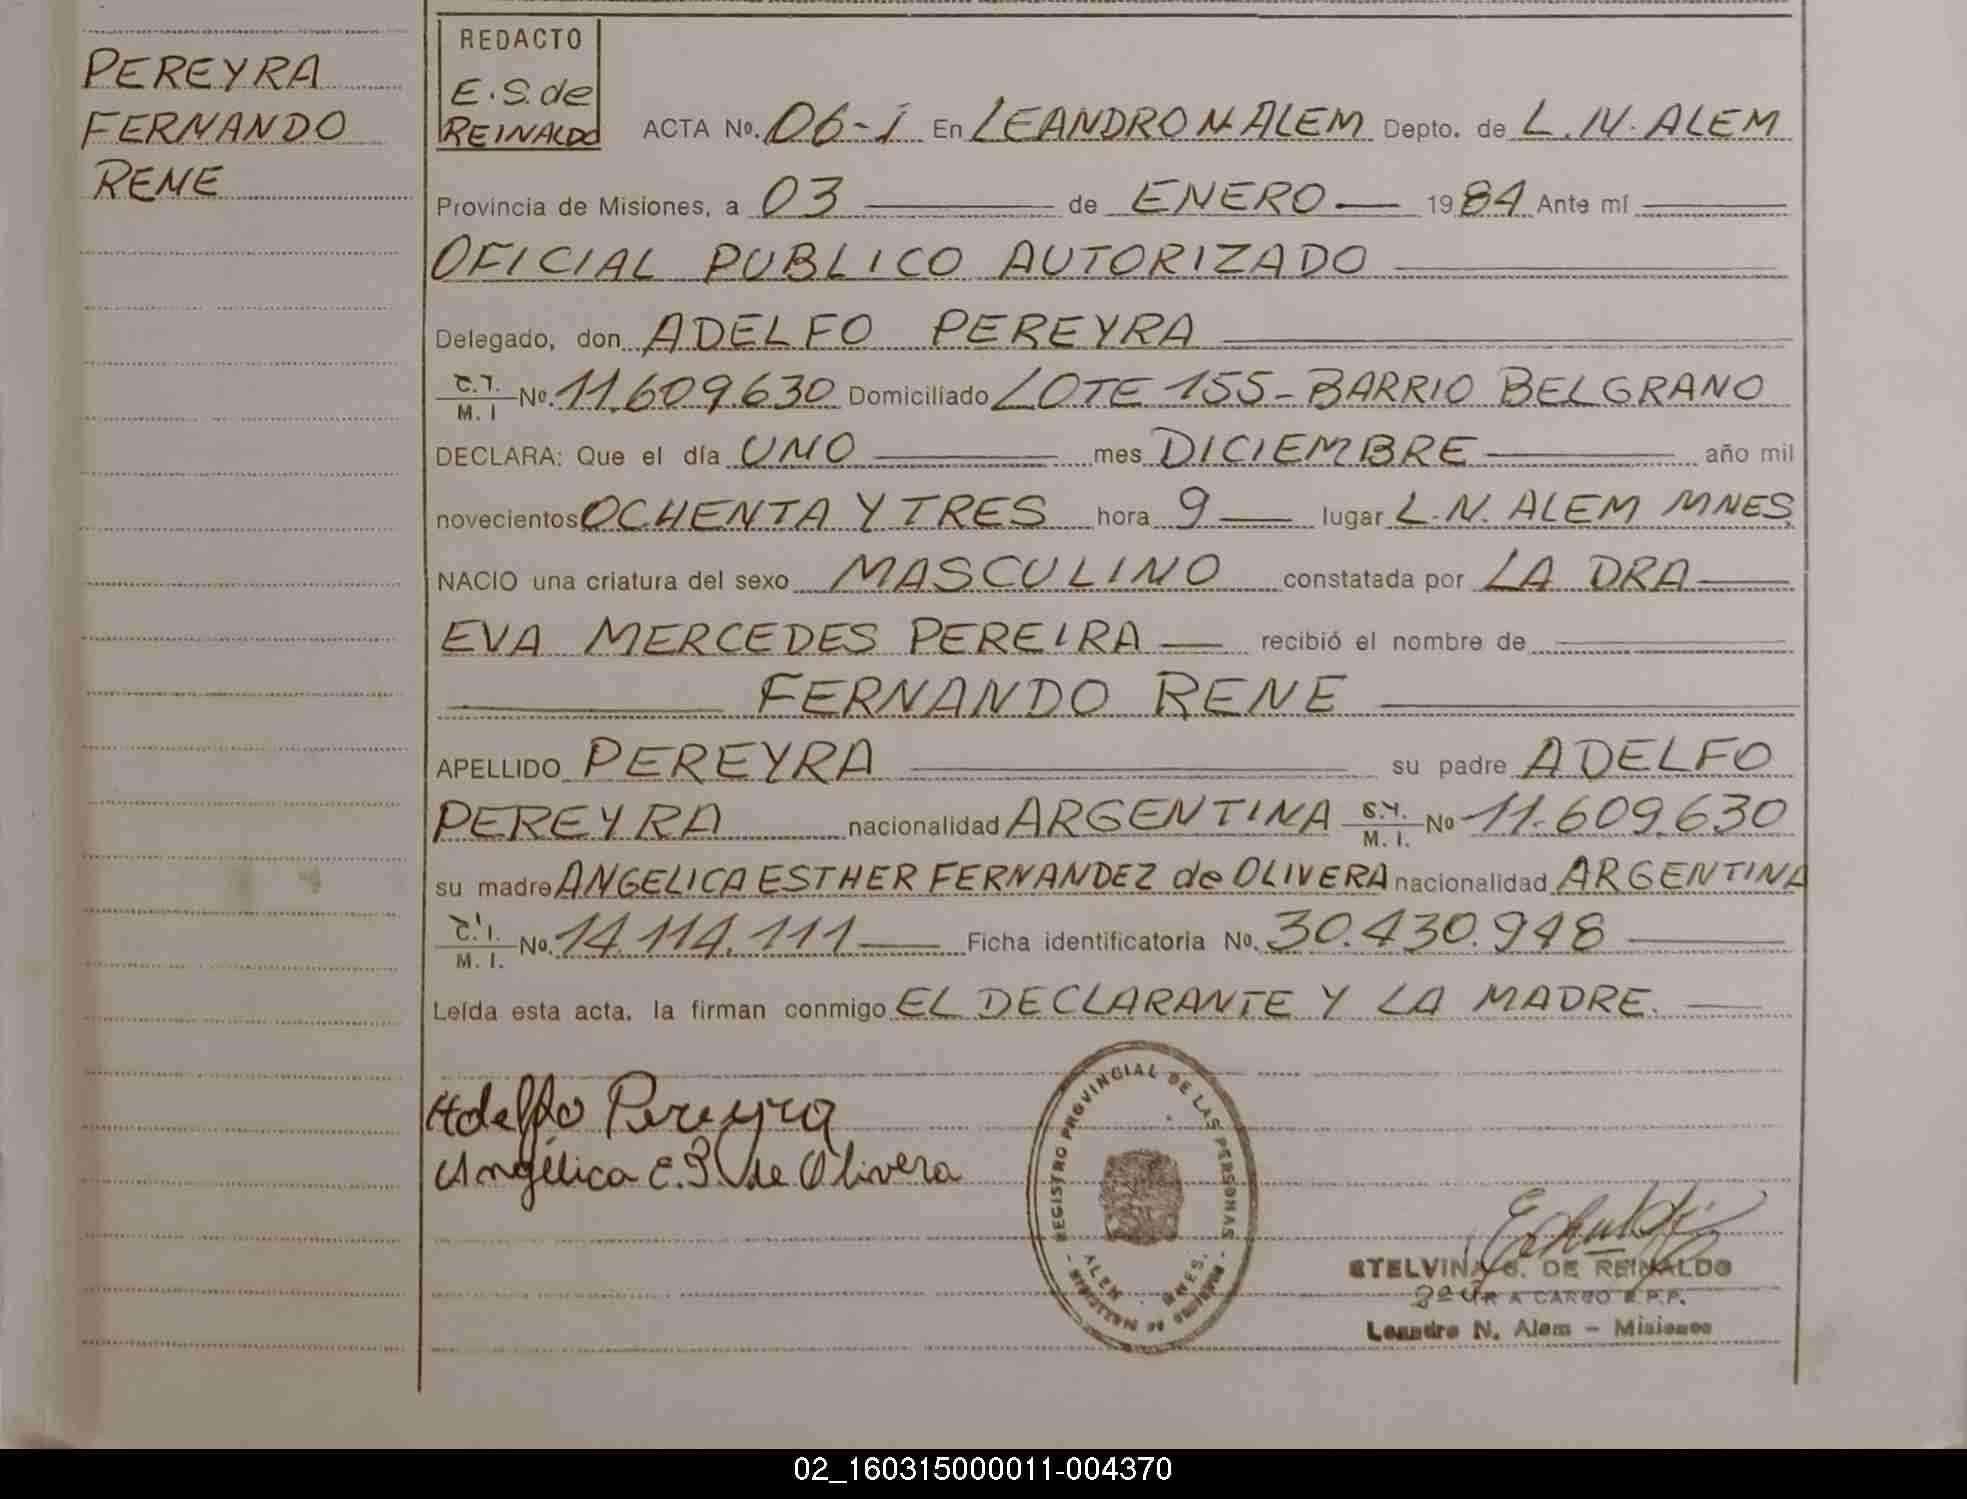 PEREYRA
FERNANDO
RENE
REDACTO
E.S. de
REINALDO
ACTA No. 06-i En LEANDRO N. ALEM Depto. de L.N. ALEM
Provincia de Misiones, a 03 de ENERO 1984 Ante mí
OFICIAL PUBLICO AUTORIZADO
Delegado, don ADELFO PEREYRA
C.I. M. I No. 11.609.630 Domiciliado LOTE 155-BARRIO BELGRANO
DECLARA: Que el día UNO mes DICIEMBRE año mil
novecientos OCHENTA Y TRES hora 9 lugar L.N. ALEM MNES.
NACIO una criatura del sexo MASCULINO constatada por LA DRA
EVA MERCEDES PEREIRA recibió el nombre de
FERNANDO RENE
APELLIDO PEREYRA su padre ADELFO
PEREYRA nacionalidad ARGENTINA M. I. No 11.609.630
su madre ANGELICA ESTHER FERNANDEZ de OLIVERA nacionalidad ARGENTINA
C.I. M. I. No. 14.114.111 Ficha identificatoria No. 30.430.948
Leída esta acta. la firman conmigo EL DECLARANTE Y LA MADRE.
Adelfo Pereyra
Angélica E. de Olivera
REGISTRO PROVINCIAL DE LAS PERSONAS
ALEM MNES.
STELVINA S. DE REINALDO
A CARGO R.P.P.
Leandro N. Alem - Misiones
02_160315000011-004370